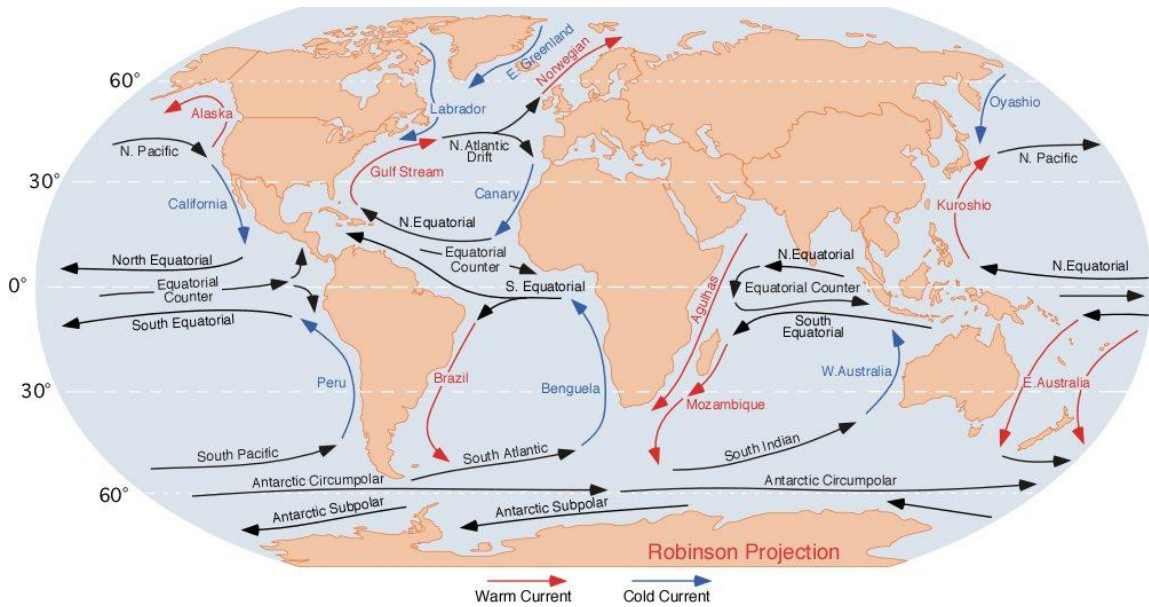 60°
E. Greenland
Norwegian
Alaska
Labrador
Oyashio
N. Pacific
N.Atlantic
Drift
N. Pacific
Gulf Stream
30°
California
Canary
Kuroshio
N.Equatorial
North Equatorial
Equatorial
Counter
N.Equatorial
N.Equatorial
0°
Equatorial
Counter
S. Equatorial
Agulhas
Equatorial Counter
South Equatorial
South
Equatorial
Peru
Brazil
Benguela
W.Australia
E.Australia
30°
Mozambique
South Pacific
South Atlantic
South Indian
60°
Antarctic Circumpolar
Antarctic Circumpolar
Antarctic Subpolar
Antarctic Subpolar
Robinson Projection
Warm Current
Cold Current